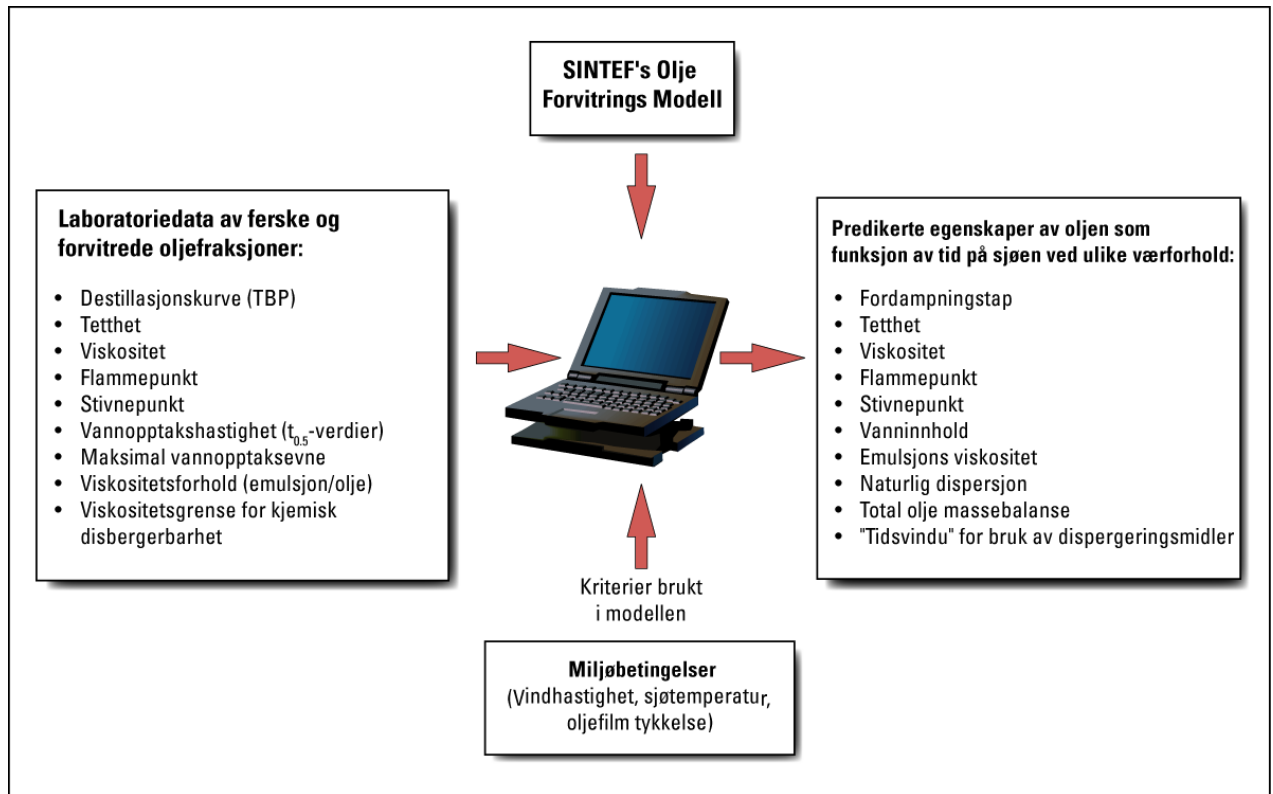 SINTEF's Olje
Forvitrings Modell
Laboratoriedata av ferske og
forvitrede oljefraksjoner:
• Destillasjonskurve (TBP)
• Tetthet
• Viskositet
• Flammepunkt
• Stivnepunkt
• Vannopptakshastighet (t0.5-verdier)
• Maksimal vannopptaksevne
• Viskositetsforhold (emulsjon/olje)
• Viskositetsgrense for kjemisk
disbergerbarhet
Predikerte egenskaper av oljen som
funksjon av tid på sjøen ved ulike værforhold:
• Fordampningstap
• Tetthet
• Viskositet
• Flammepunkt
• Stivnepunkt
• Vanninnhold
• Emulsjons viskositet
• Naturlig dispersjon
• Total olje massebalanse
• "Tidsvindu" for bruk av dispergeringsmidler
Kriterier brukt
i modellen
Miljøbetingelser
(Vindhastighet, sjøtemperatur,
oljefilm tykkelse)